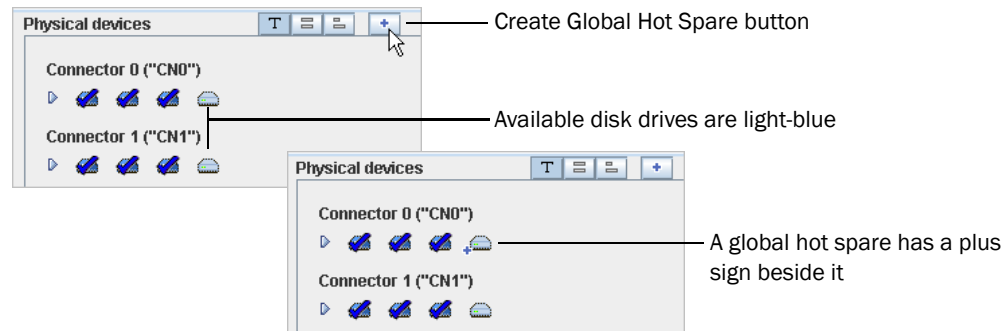 Physical devices
T
+
Create Global Hot Spare button
Connector 0 ("CN0")
Available disk drives are light-blue
Connector 1 ("CN1")
Physical devices
T
+
Connector 0 ("CN0")
A global hot spare has a plus
sign beside it
Connector 1 ("CN1")